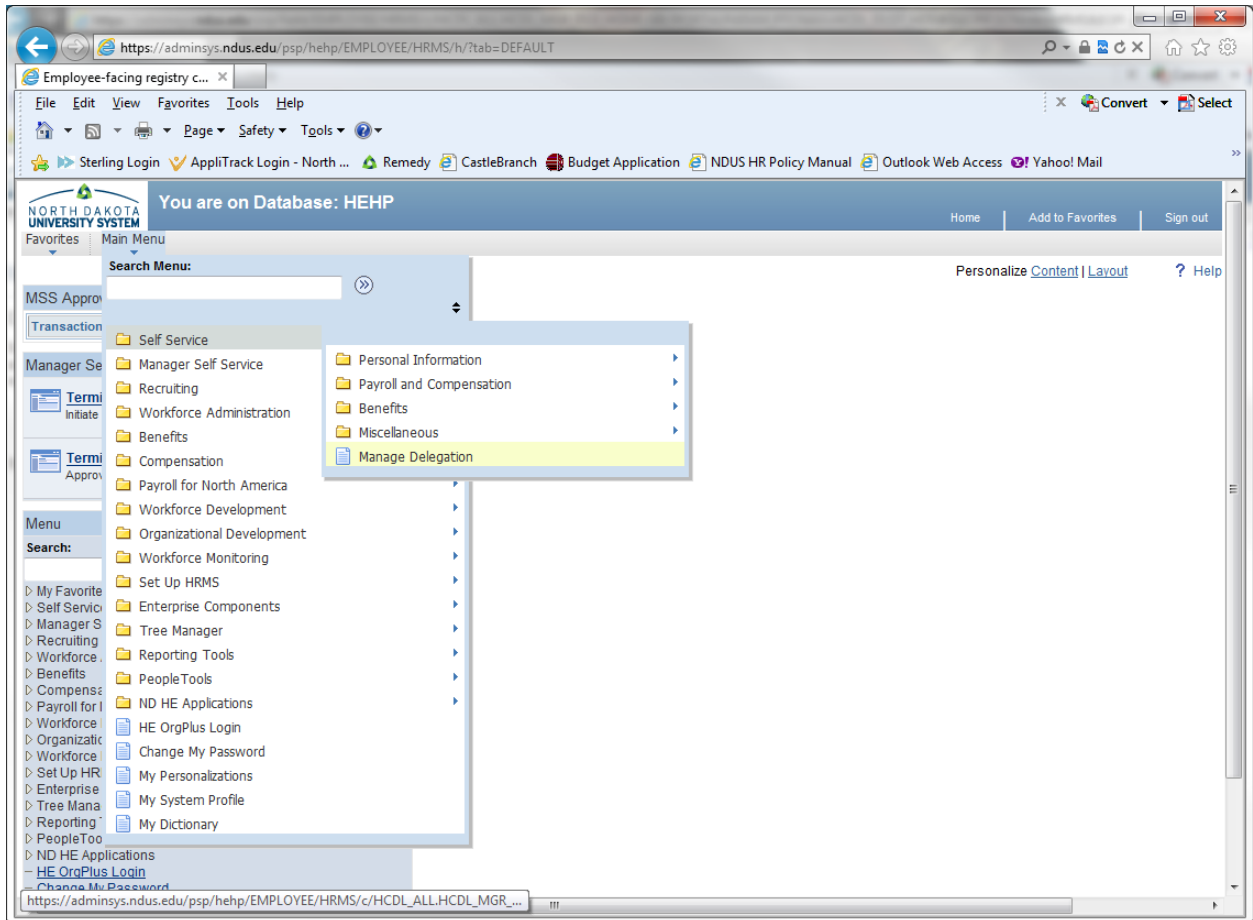 https://adminsys.ndus.edu/psp/hehp/EMPLOYEE/HRMS/h/?tab=DEFAULT
Employee-facing registry c...
File Edit View Favorites Tools Help
Convert Select
Page Safety Tools
Sterling Login AppliTrack Login - North ... Remedy CastleBranch Budget Application NDUS HR Policy Manual Outlook Web Access Yahoo! Mail
NORTH DAKOTA
UNIVERSITY SYSTEM
You are on Database: HEHP
Home Add to Favorites Sign out
Favorites Main Menu
Search Menu:
Personalize Content | Layout ? Help
MSS Approv
Transaction
Manager Se
Termi
Initiate
Termi
Approv
Menu
Search:
My Favorite
Self Servic
Manager S
Recruiting
Workforce
Benefits
Compensa
Payroll for
Workforce
Organizatic
Workforce
Set Up HR
Enterprise
Tree Mana
Reporting
PeopleToo
ND HE Applications
HE OrgPlus Login
Change My Password
Self Service
Manager Self Service
Recruiting
Workforce Administration
Benefits
Compensation
Payroll for North America
Workforce Development
Organizational Development
Workforce Monitoring
Set Up HRMS
Enterprise Components
Tree Manager
Reporting Tools
PeopleTools
ND HE Applications
HE OrgPlus Login
Change My Password
My Personalizations
My System Profile
My Dictionary
Personal Information
Payroll and Compensation
Benefits
Miscellaneous
Manage Delegation
https://adminsys.ndus.edu/psp/hehp/EMPLOYEE/HRMS/c/HCDL_ALL.HCDL_MGR_...